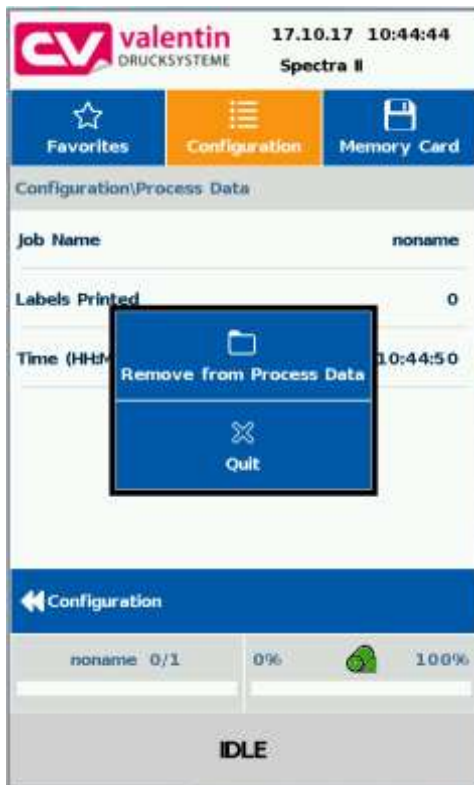 CV valentin
DRUCKSYSTEME
17.10.17 10:44:44
Spectra II
Favorites
Configuration
Memory Card
Configuration\Process Data
Job Name noname
Labels Printed 0
Time (HH:M 10:44:50
Remove from Process Data
Quit
Configuration
noname 0/1 0% 100%
IDLE